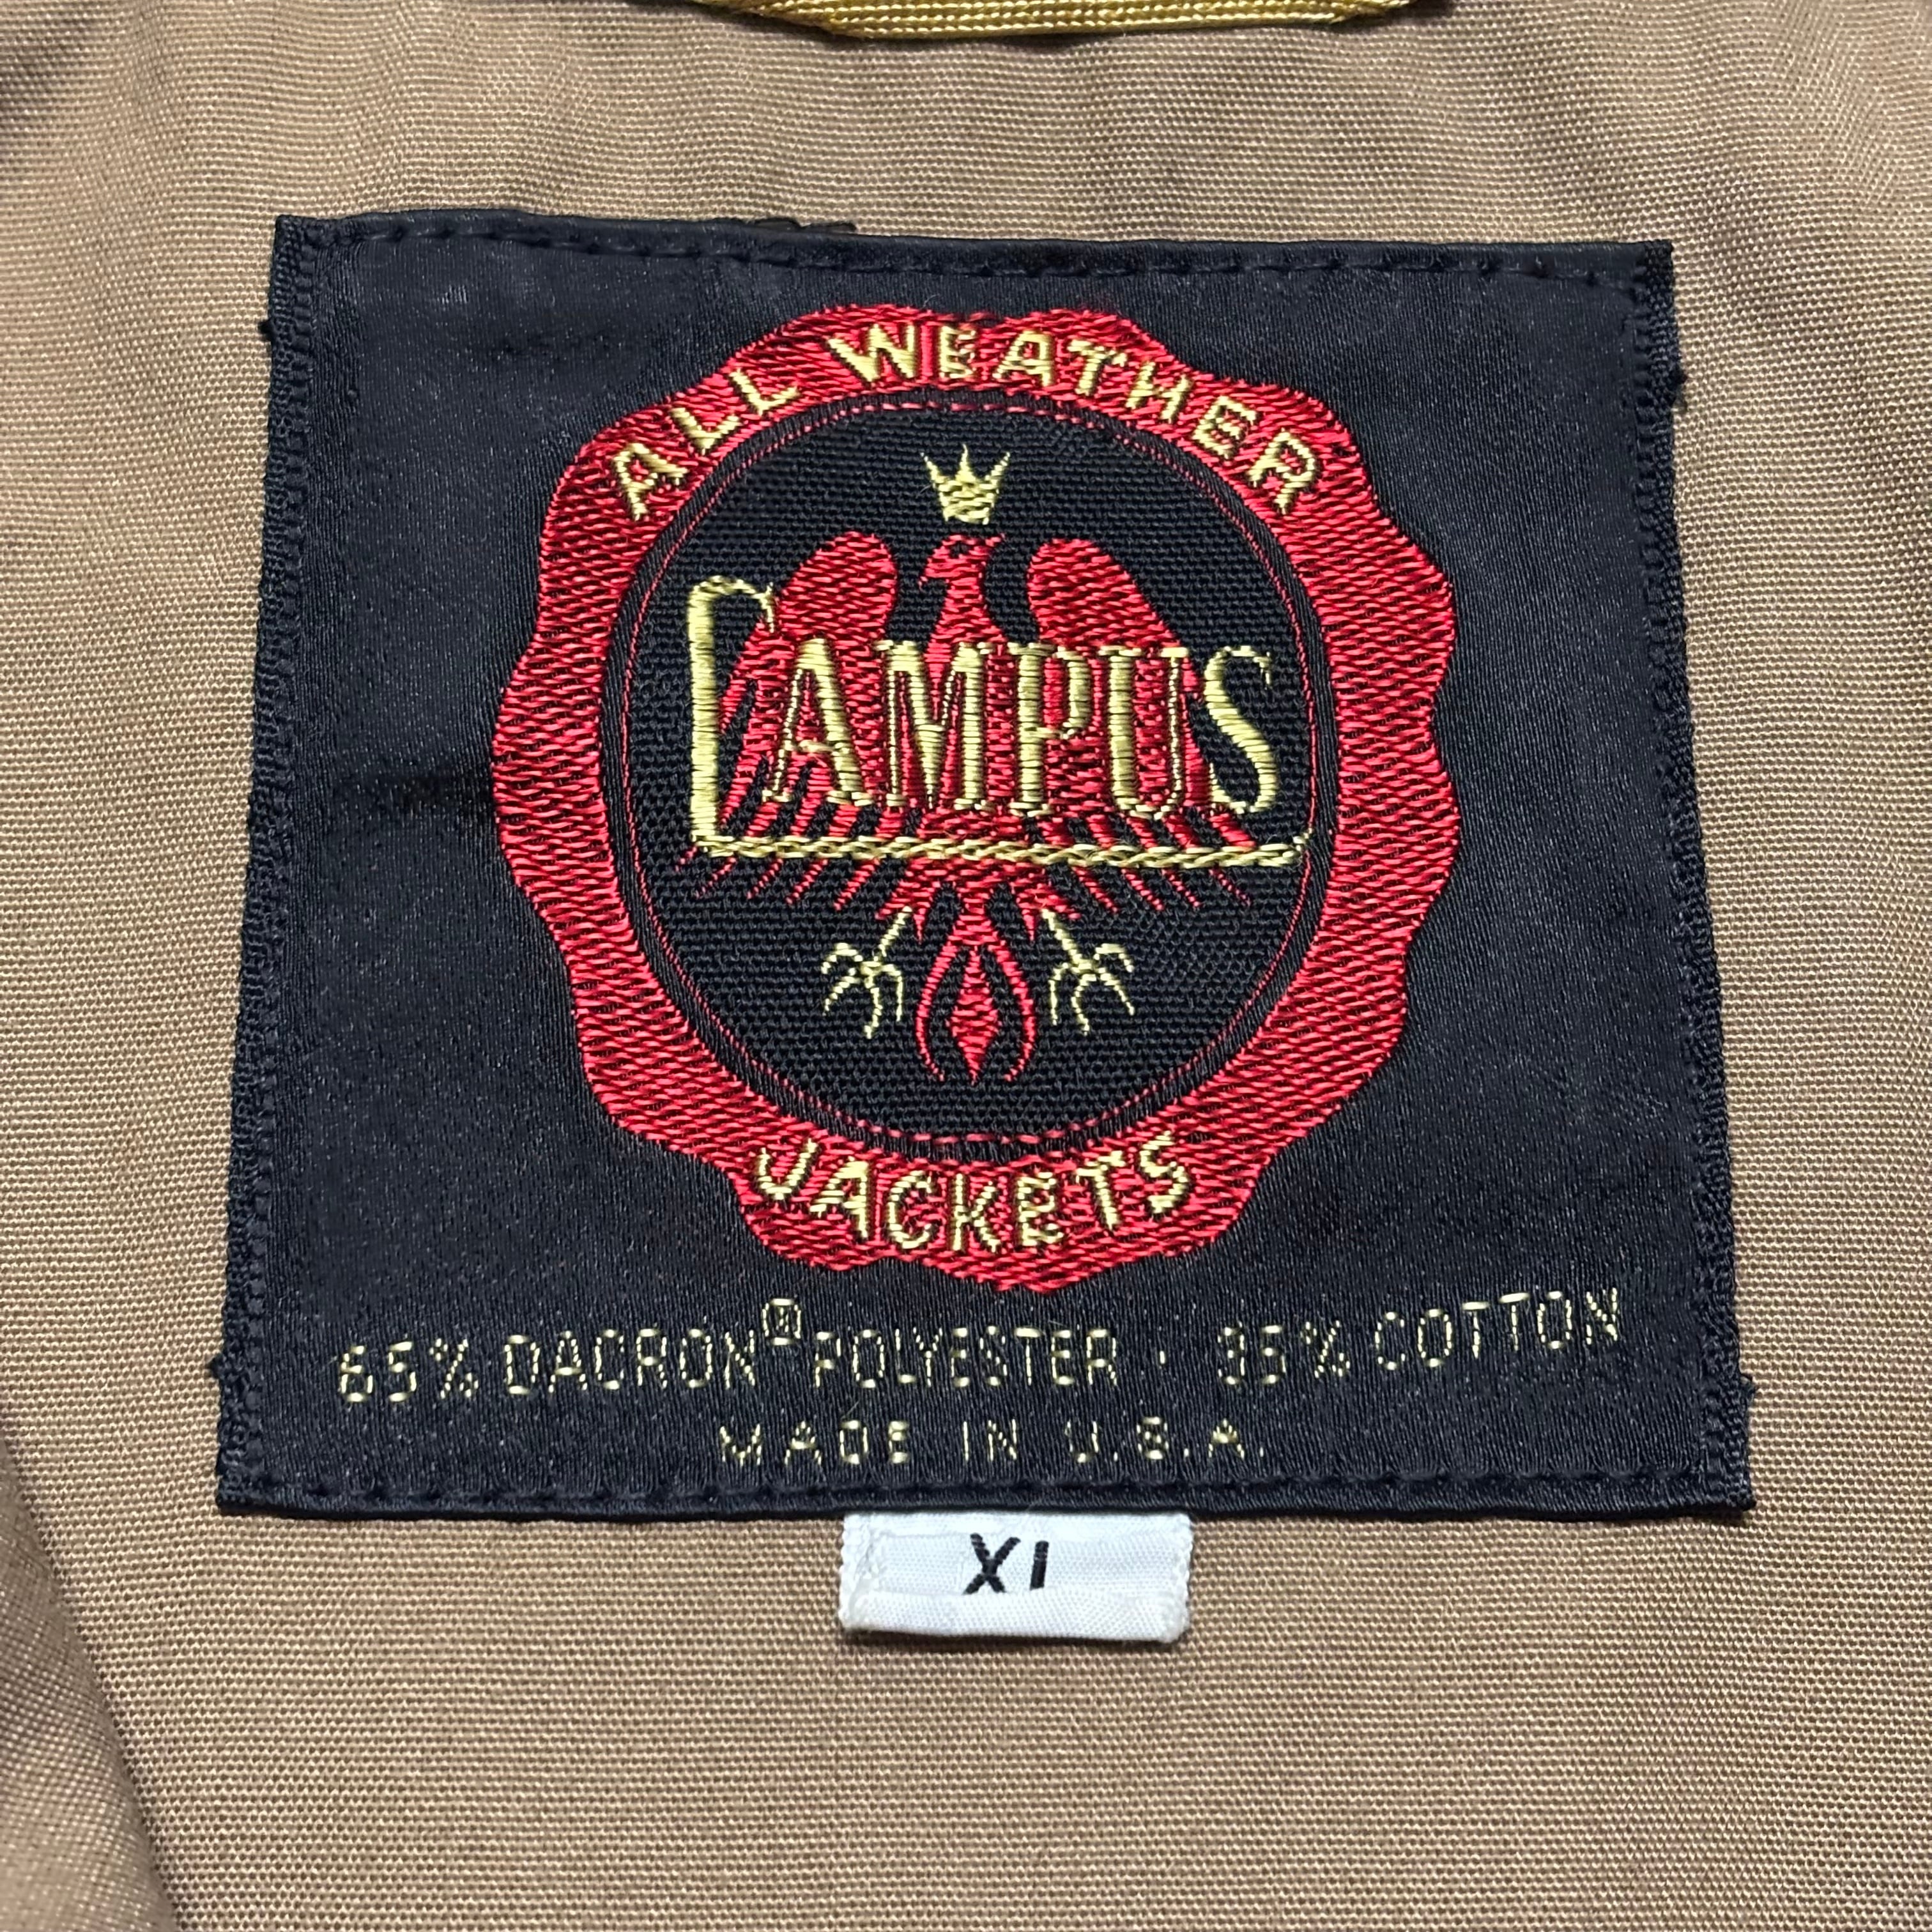 ALL WEATHER
CAMPUS
JACKETS
65% DACRON® POLYESTER · 35% COTTON
MADE IN U.S.A.
XL